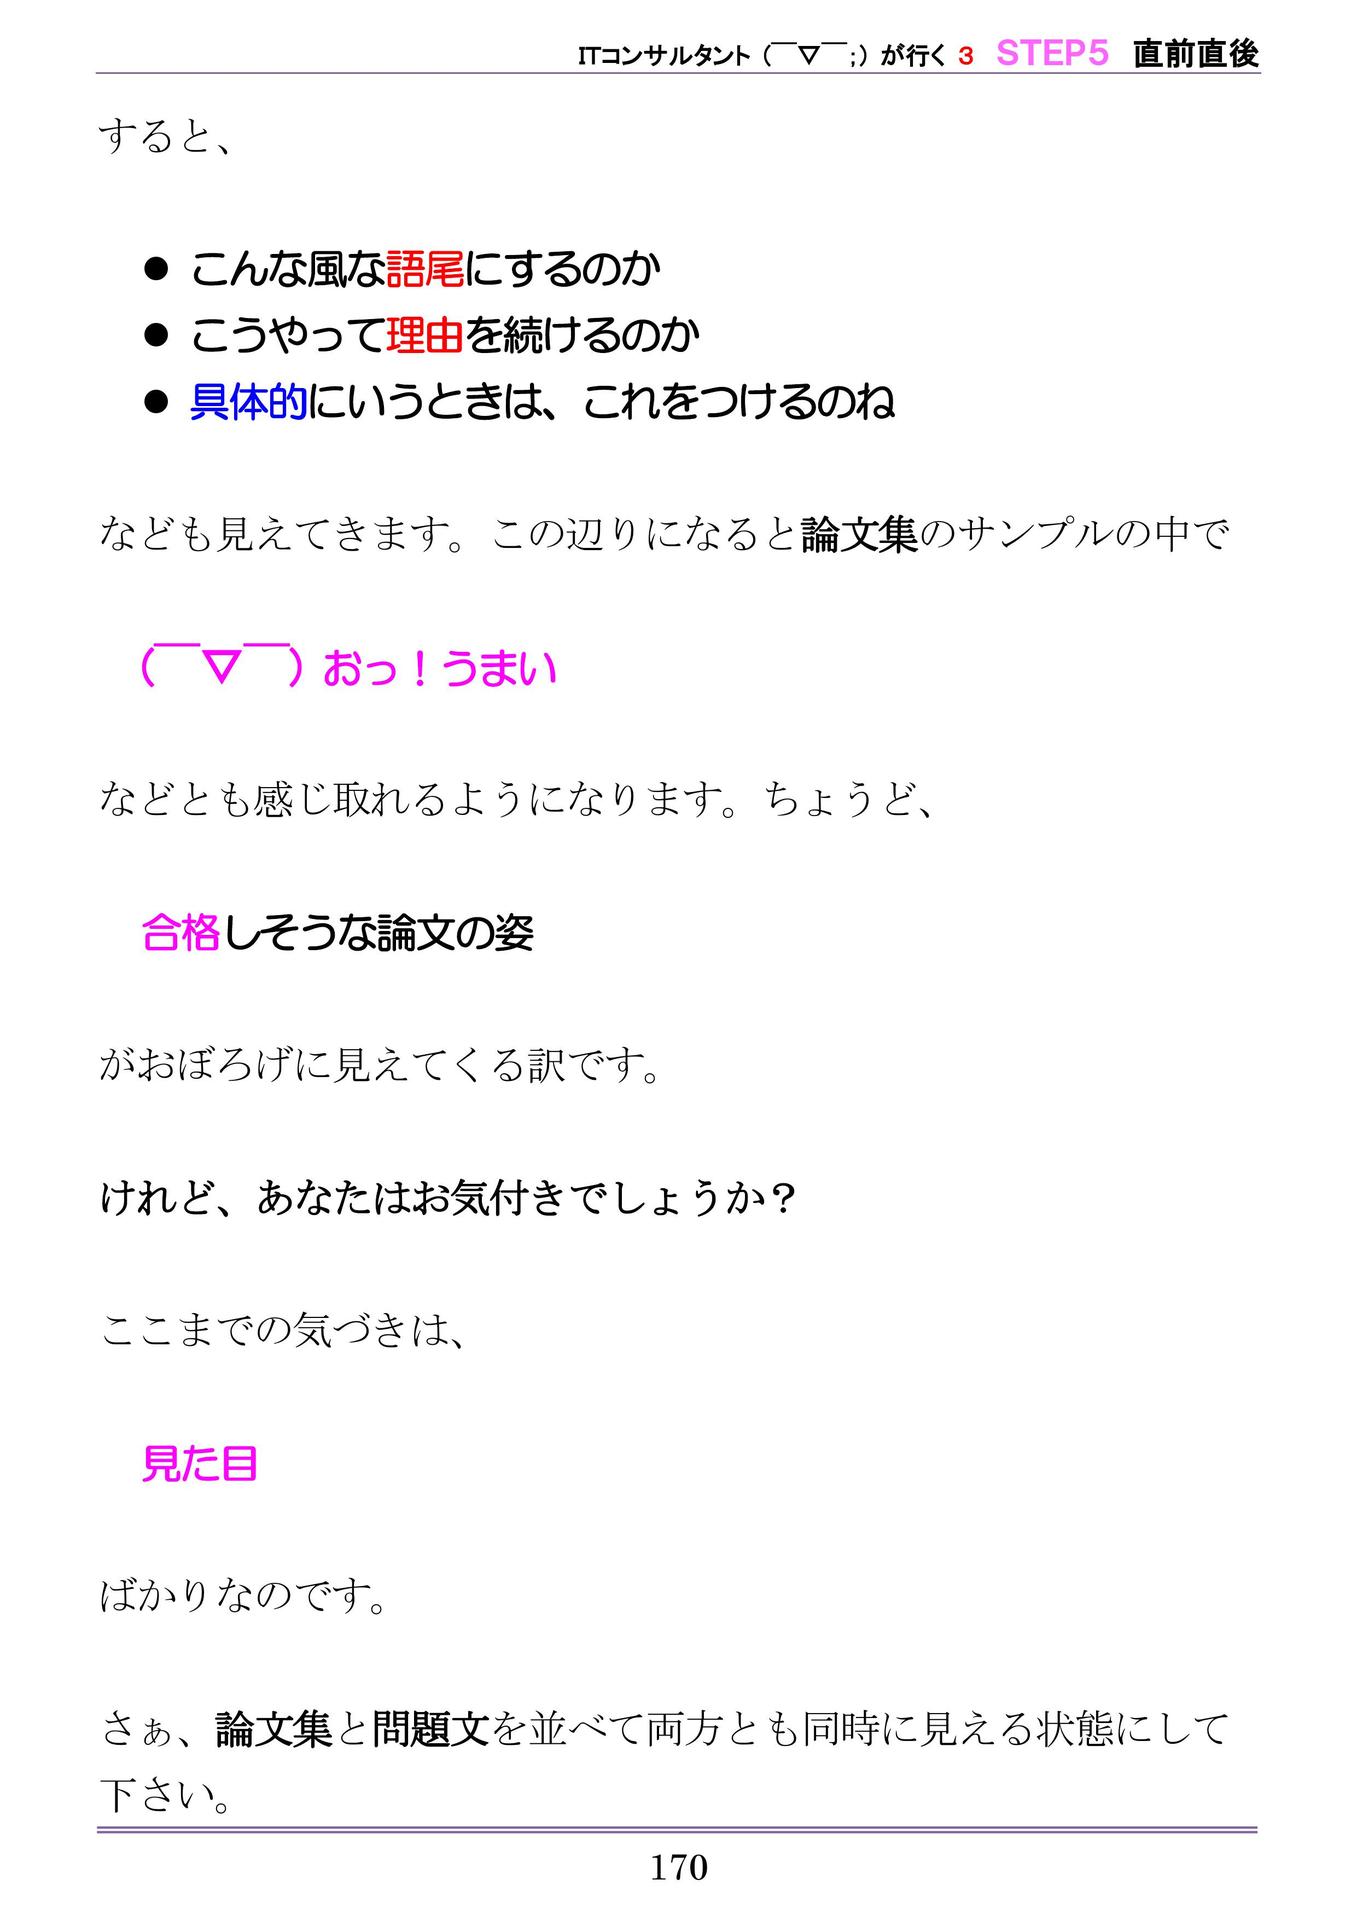 ITコンサルタント（￣▽￣;）が行く 3 STEP5 直前直後
すると、
● こんな風な語尾にするのか
● こうやって理由を続けるのか
● 具体的にいうときは、これをつけるのね
なども見えてきます。この辺りになると論文集のサンプルの中で
（￣▽￣）おっ！うまい
などとも感じ取れるようになります。ちょうど、
合格しそうな論文の姿
がおぼろげに見えてくる訳です。
けれど、あなたはお気付きでしょうか？
ここまでの気づきは、
見た目
ばかりなのです。
さぁ、論文集と問題文を並べて両方とも同時に見える状態にして
下さい。
170